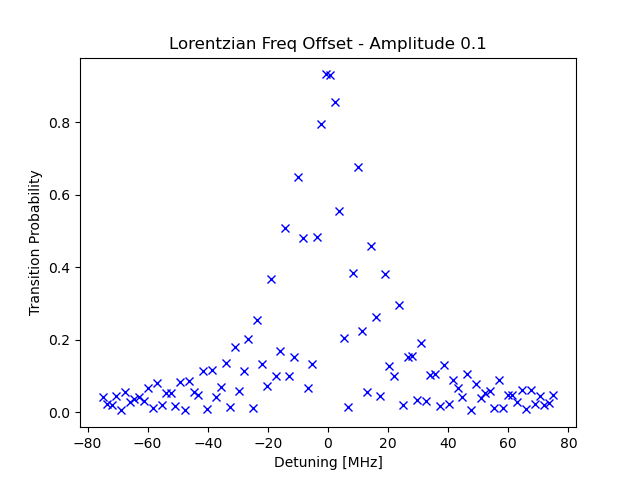 Lorentzian Freq Offset - Amplitude 0.1
Transition Probability
0.8
0.6
0.4
0.2
0.0
−80 −60 −40 −20 0 20 40 60 80
Detuning [MHz]